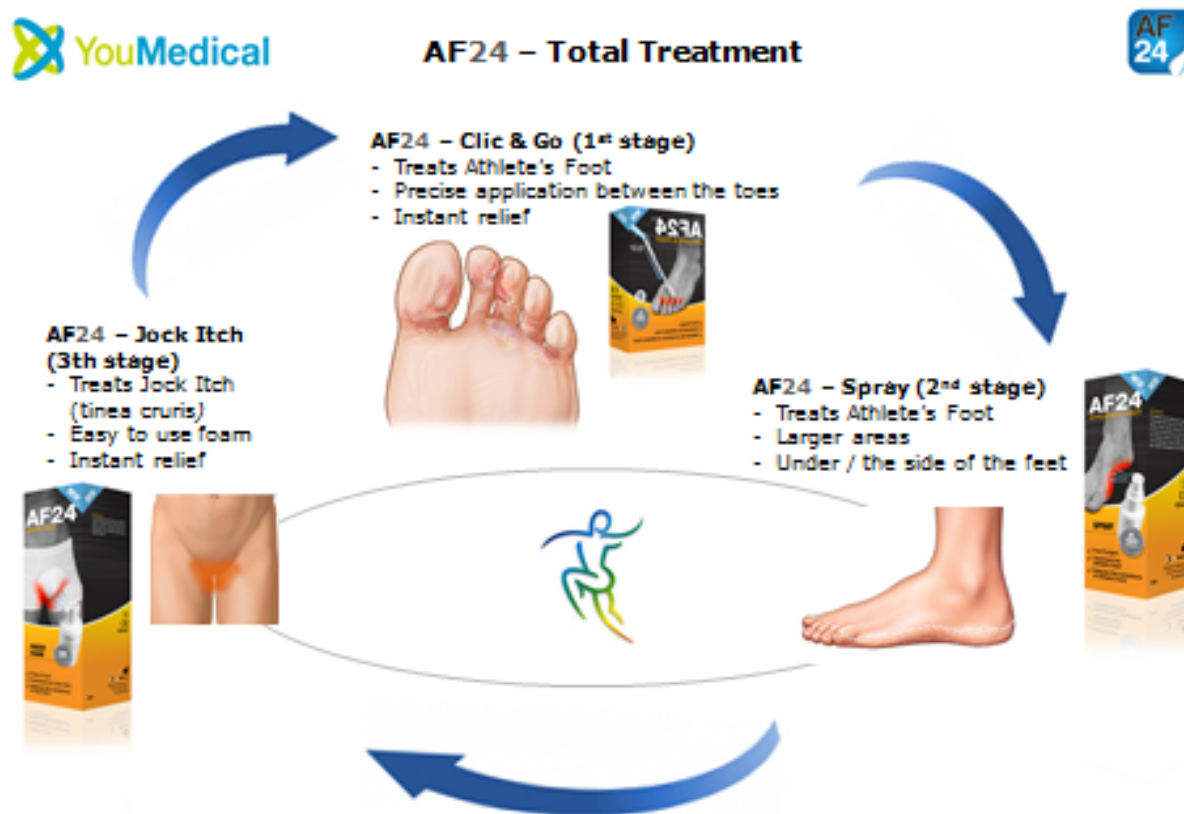 YouMedical
AF24 – Total Treatment
AF
24
AF24 – Clic & Go (1st stage)
- Treats Athlete's Foot
- Precise application between the toes
- Instant relief
AF24
AF24 – Jock Itch
(3th stage)
- Treats Jock Itch
(tinea cruris)
- Easy to use foam
- Instant relief
AF24 – Spray (2nd stage)
- Treats Athlete's Foot
- Larger areas
- Under / the side of the feet
AF24
SPRAY
AF24